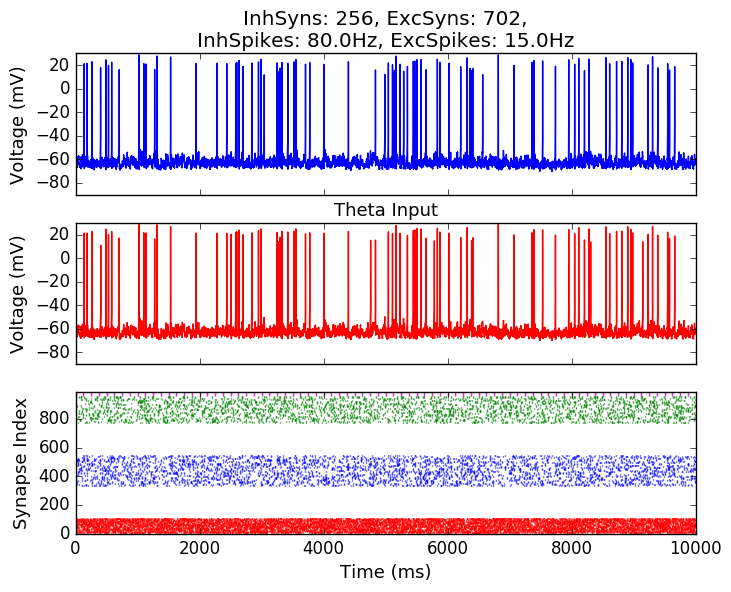 InhSyns: 256, ExcSyns: 702,
InhSpikes: 80.0Hz, ExcSpikes: 15.0Hz
20
0
−20
−40
−60
−80
Voltage (mV)
Theta Input
20
0
−20
−40
−60
−80
Voltage (mV)
800
600
400
200
0
Synapse Index
0 2000 4000 6000 8000 10000
Time (ms)